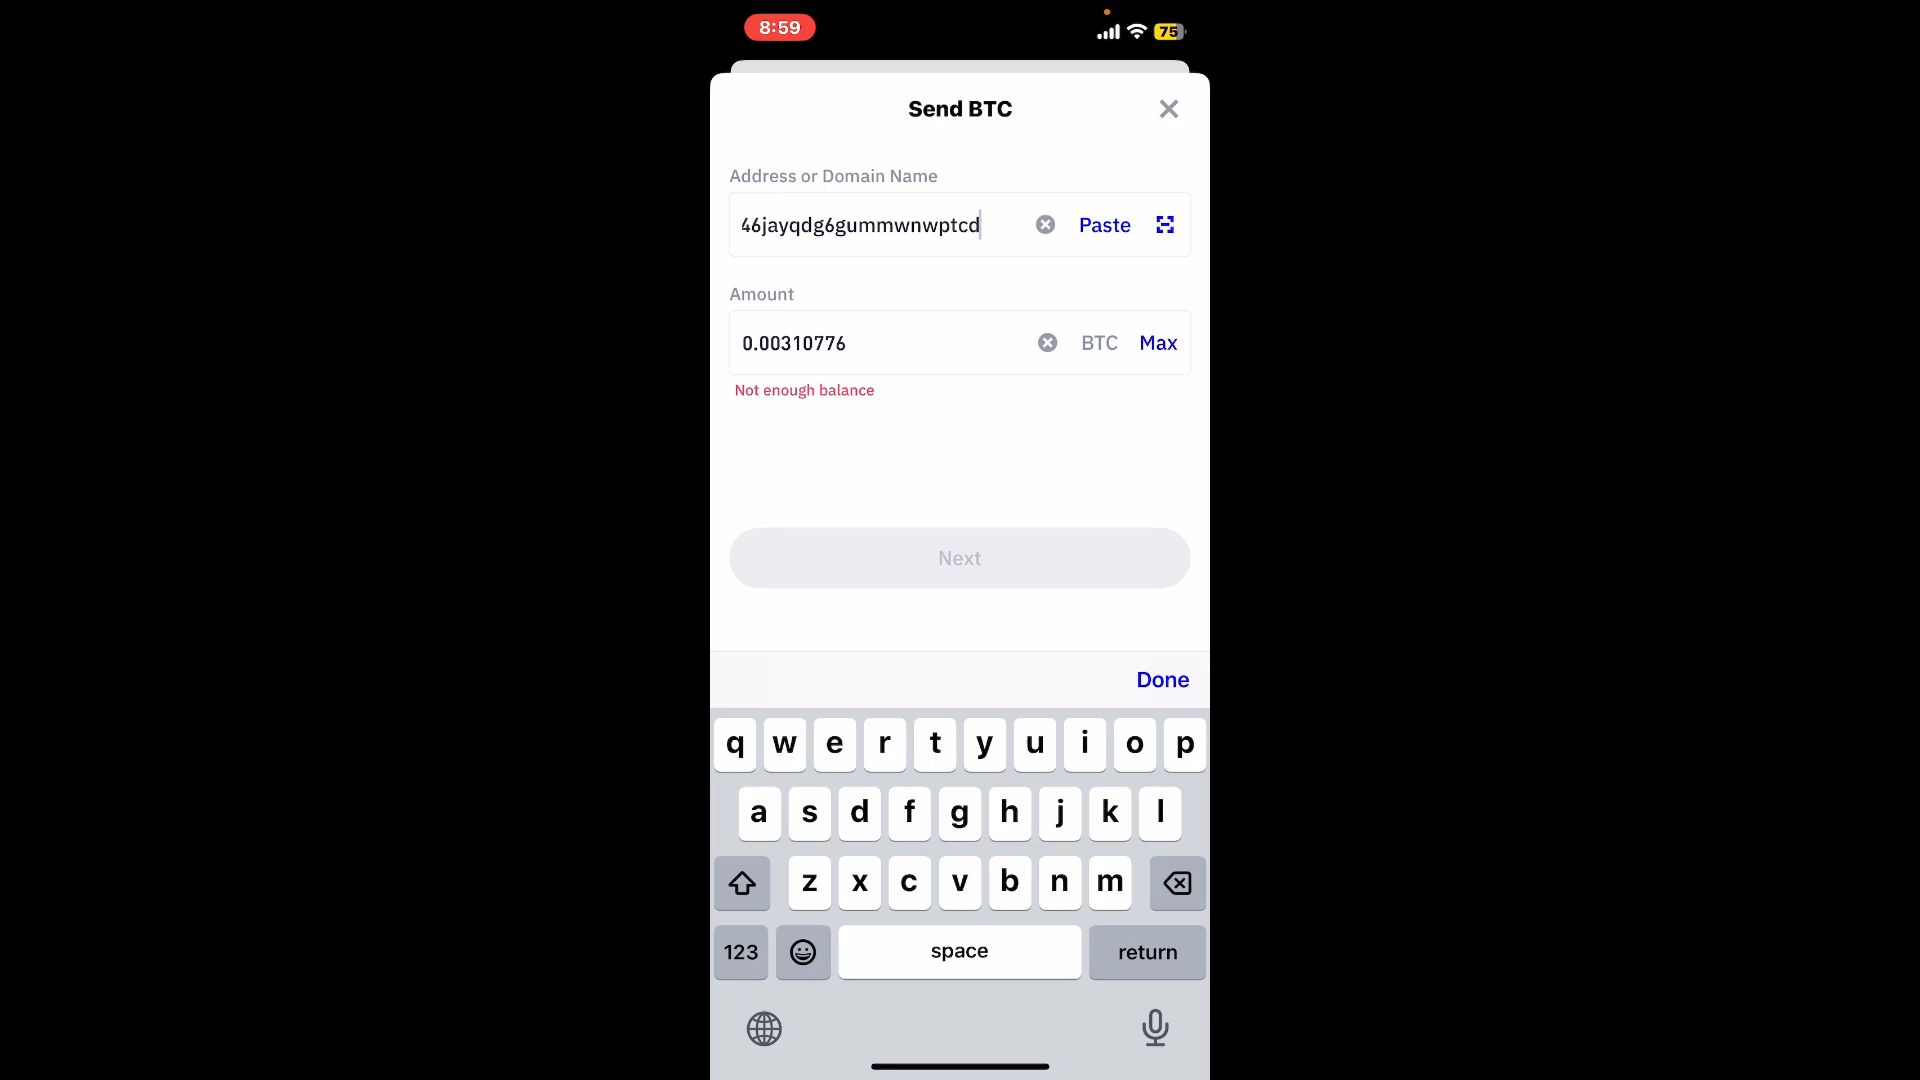 8:59
75
Send BTC
Address or Domain Name
46jayqdg6gummwnwptcd
Paste
Amount
0.00310776
BTC
Max
Not enough balance
Next
Done
q w e r t y u i o p
a s d f g h j k l
z x c v b n m
123
space
return